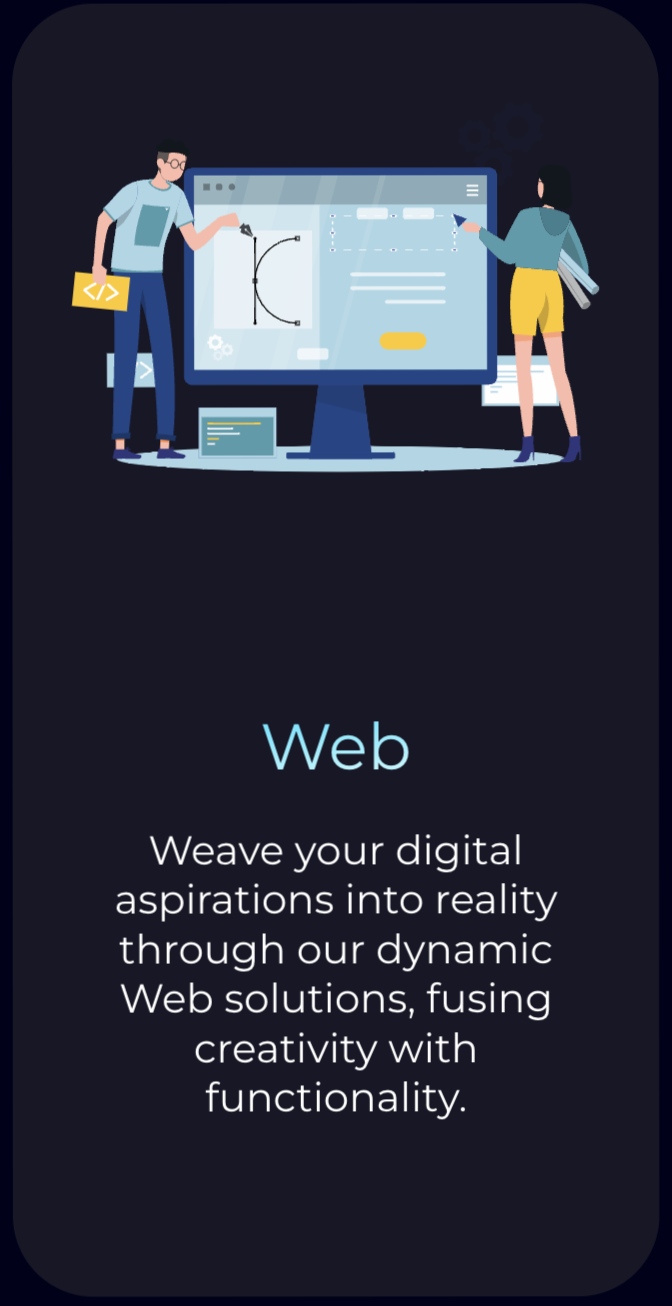 </>
Web
Weave your digital
aspirations into reality
through our dynamic
Web solutions, fusing
creativity with
functionality.